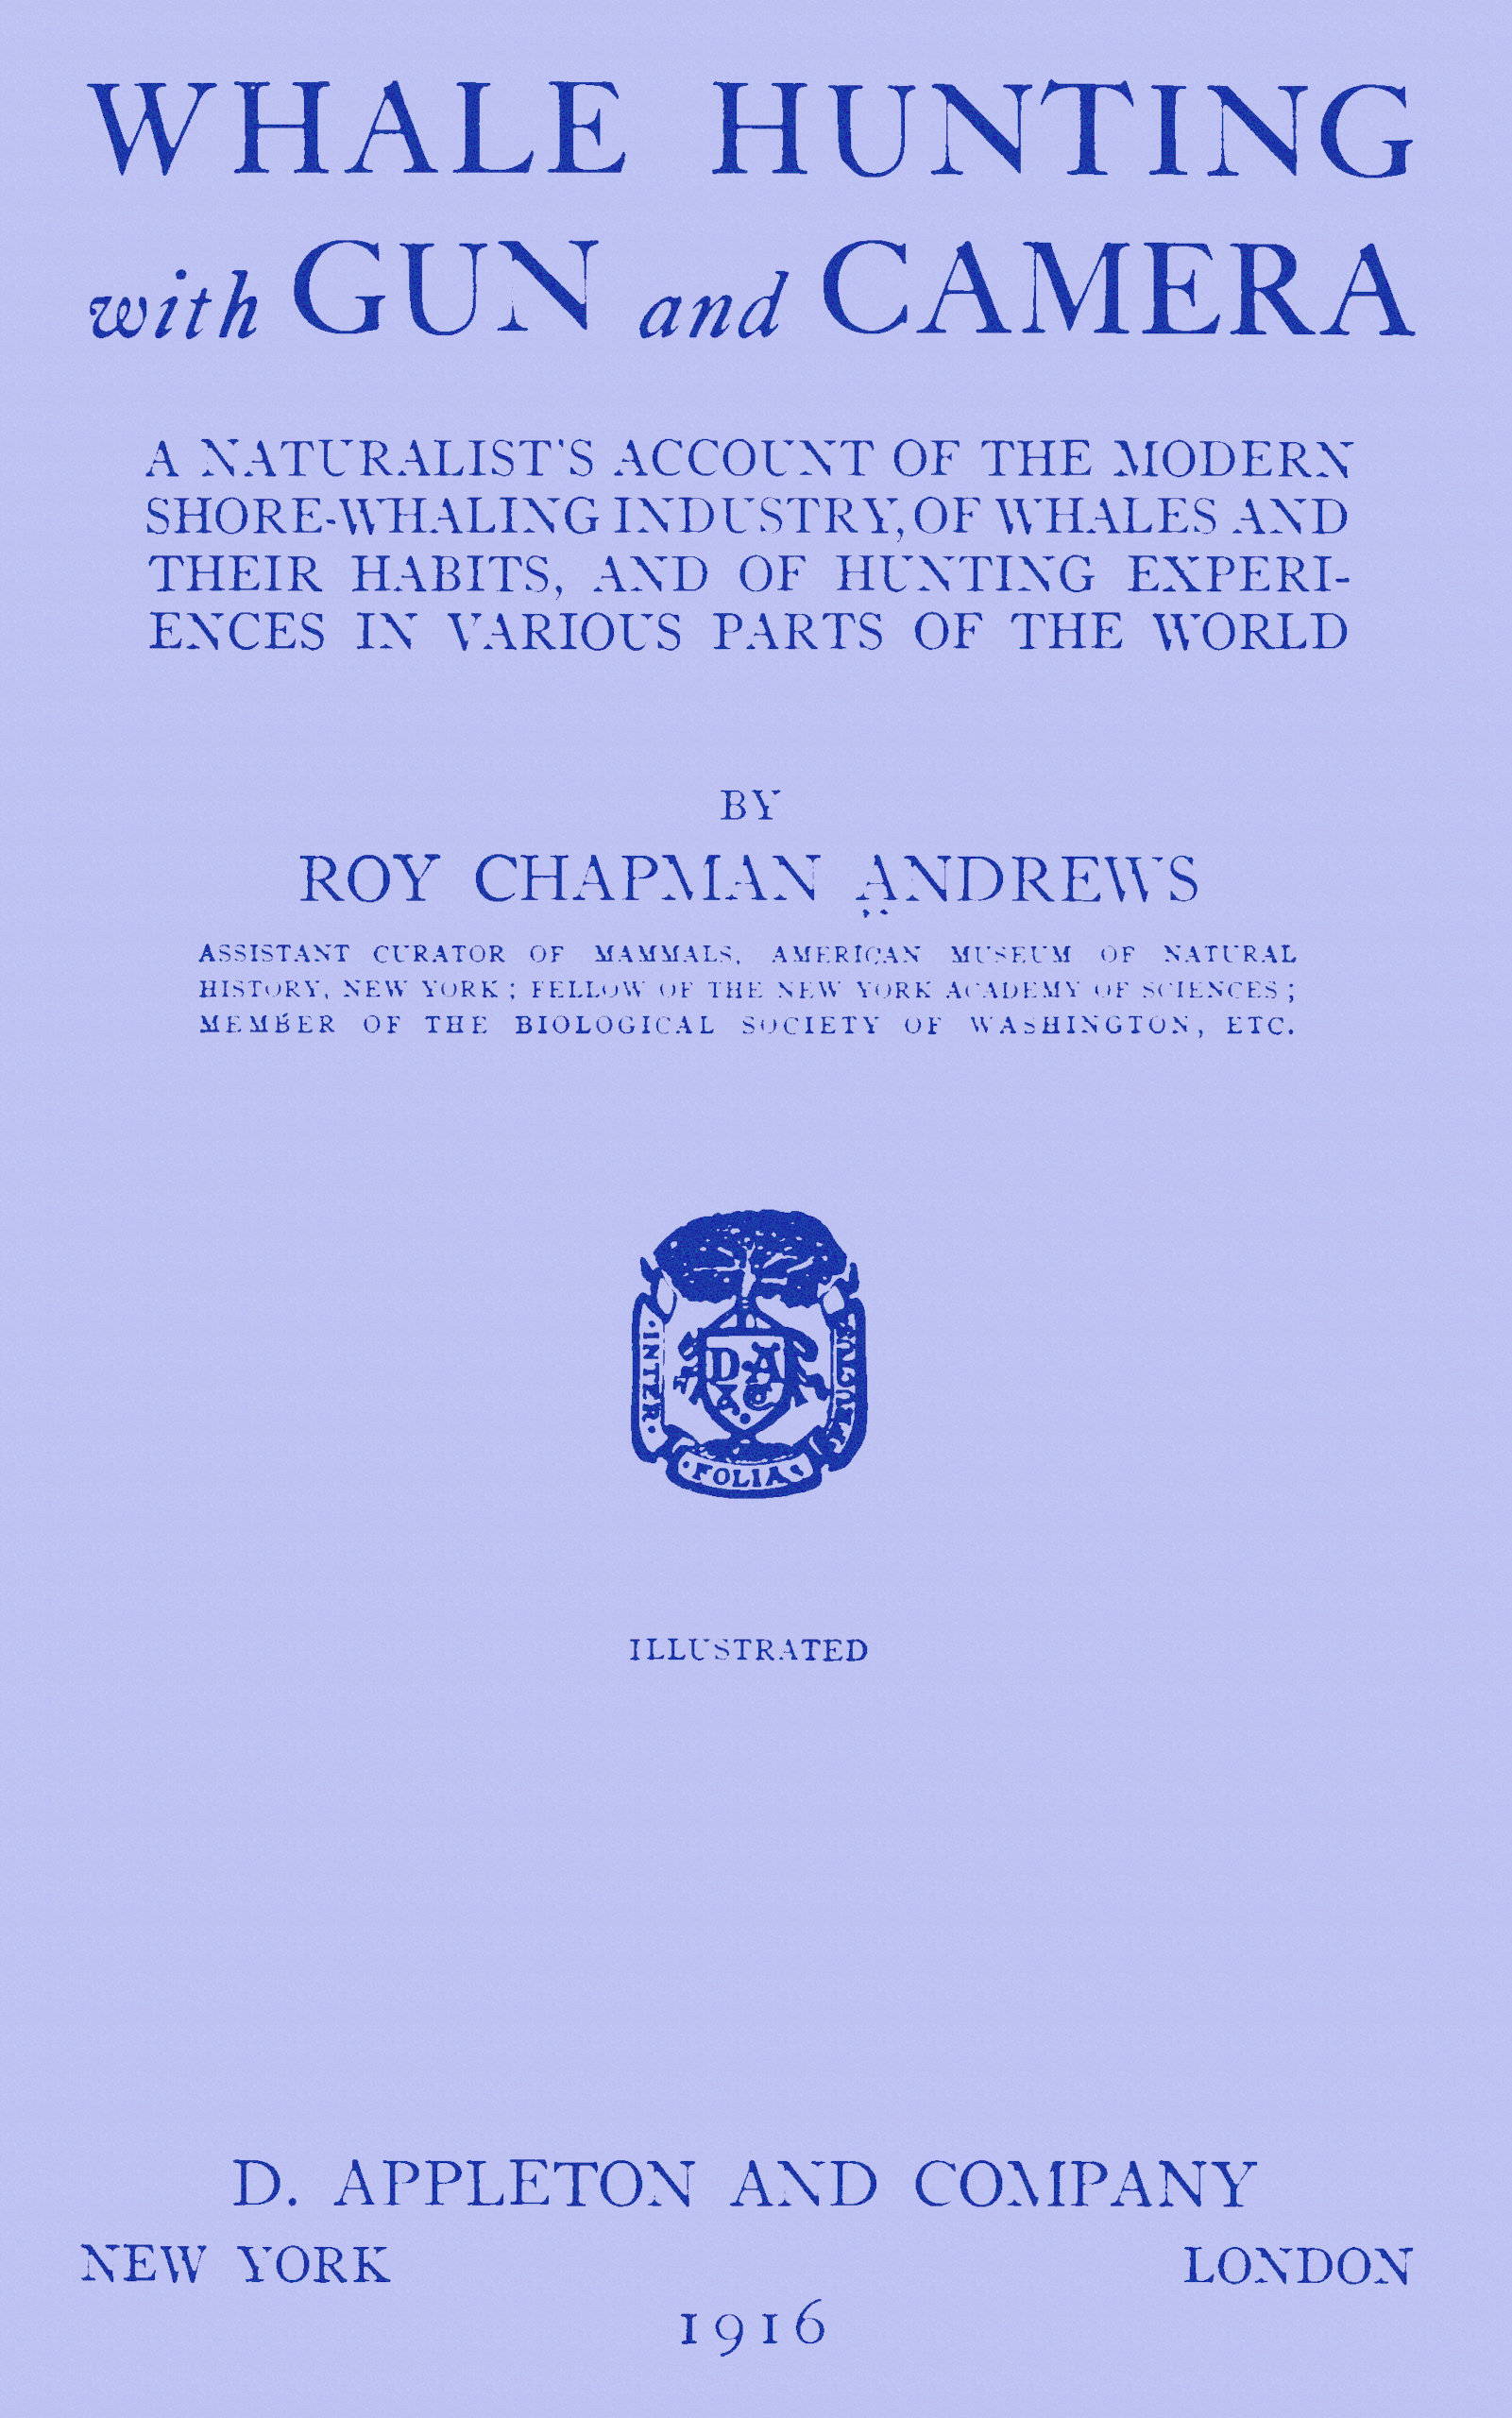 WHALE HUNTING
with GUN and CAMERA
A NATURALIST'S ACCOUNT OF THE MODERN
SHORE-WHALING INDUSTRY, OF WHALES AND
THEIR HABITS, AND OF HUNTING EXPERI-
ENCES IN VARIOUS PARTS OF THE WORLD
BY
ROY CHAPMAN ANDREWS
ASSISTANT CURATOR OF MAMMALS, AMERICAN MUSEUM OF NATURAL
HISTORY, NEW YORK; FELLOW OF THE NEW YORK ACADEMY OF SCIENCES;
MEMBER OF THE BIOLOGICAL SOCIETY OF WASHINGTON, ETC.
D·A
& C°
·INTER·
·FOLIA·
FRUCTUS
ILLUSTRATED
D. APPLETON AND COMPANY
NEW YORK LONDON
1916